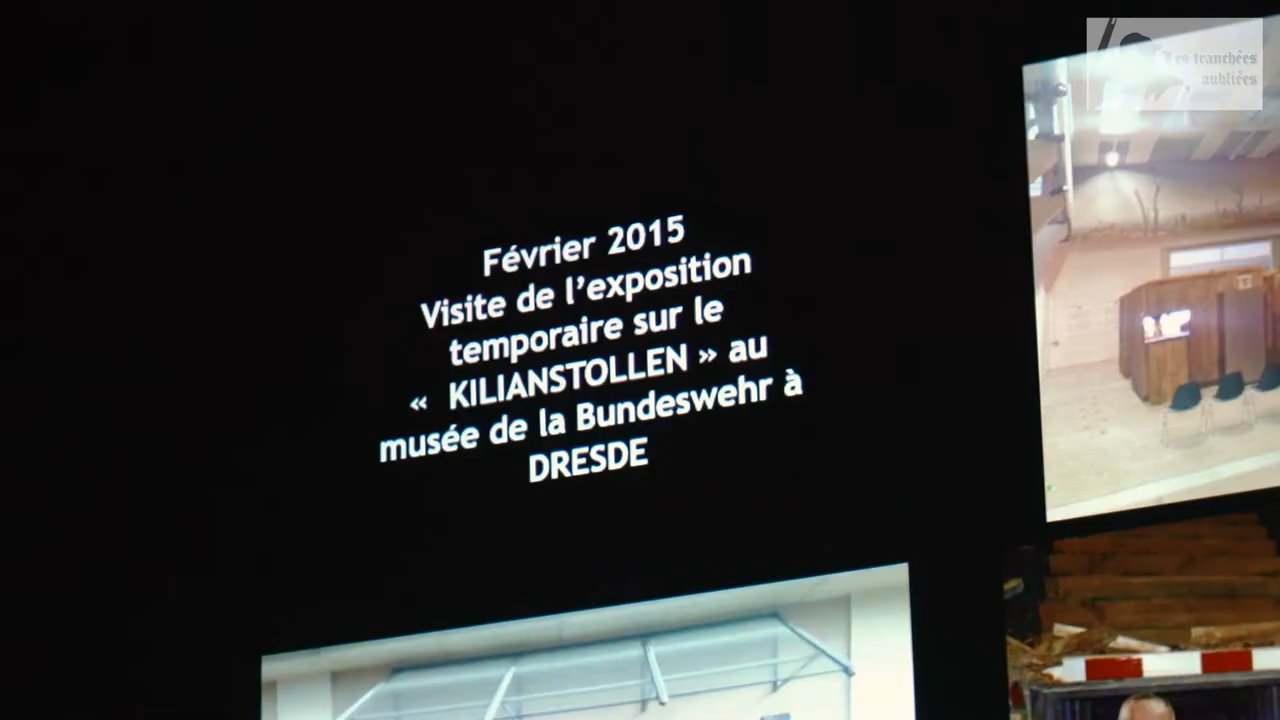 Les tranchées
oubliées
Février 2015
Visite de l’exposition
temporaire sur le
«  KILIANSTOLLEN » au
musée de la Bundeswehr à
DRESDE